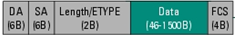 DA SA Length/ETYPE Data FCS
(6B) (6B) (2B) (46-1500B) (4B)